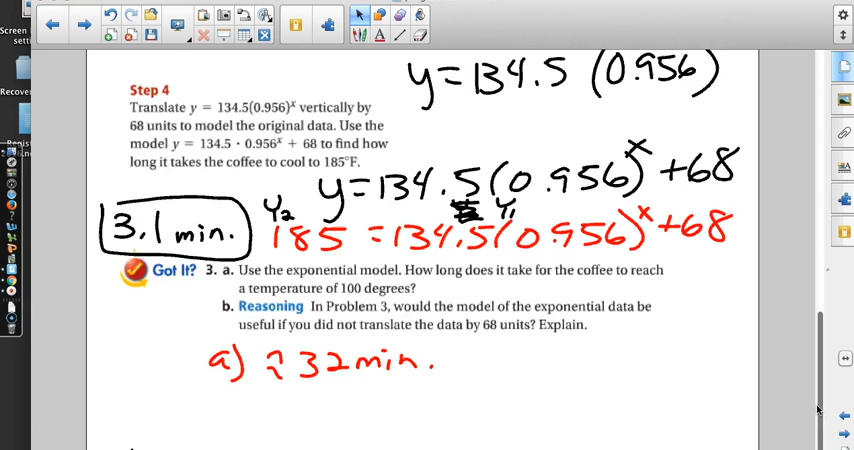 Screen
setti
Recover
Regist
y=134.5 (0.956)
Step 4
Translate y = 134.5(0.956)ˣ vertically by
68 units to model the original data. Use the
model y = 134.5 · 0.956ˣ + 68 to find how
long it takes the coffee to cool to 185°F.
y=134.5(0.956)ˣ+68
3.1 min.
Y₂ Y₁
185 =134.5(0.956)ˣ+68
Got It? 3. a. Use the exponential model. How long does it take for the coffee to reach
a temperature of 100 degrees?
b. Reasoning In Problem 3, would the model of the exponential data be
useful if you did not translate the data by 68 units? Explain.
a) ≈ 32 min.